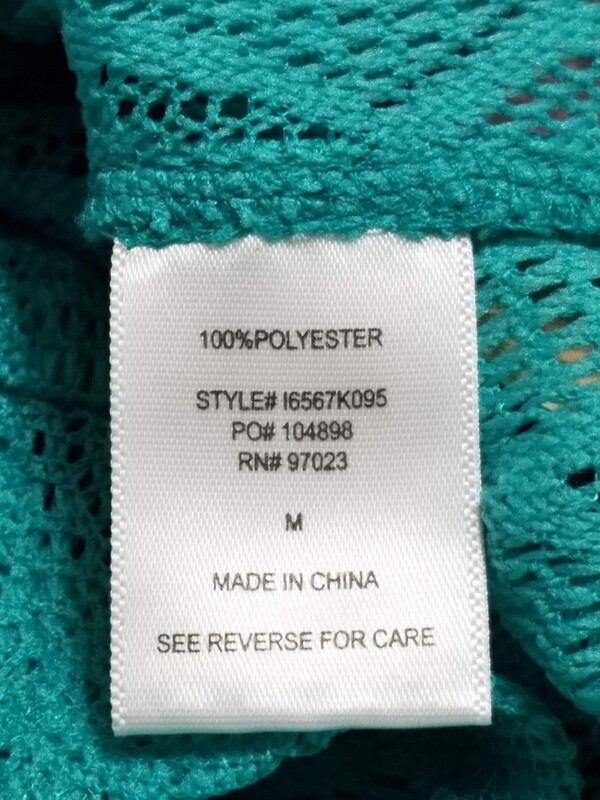 100%POLYESTER
STYLE# I6567K095
PO# 104898
RN# 97023
M
MADE IN CHINA
SEE REVERSE FOR CARE